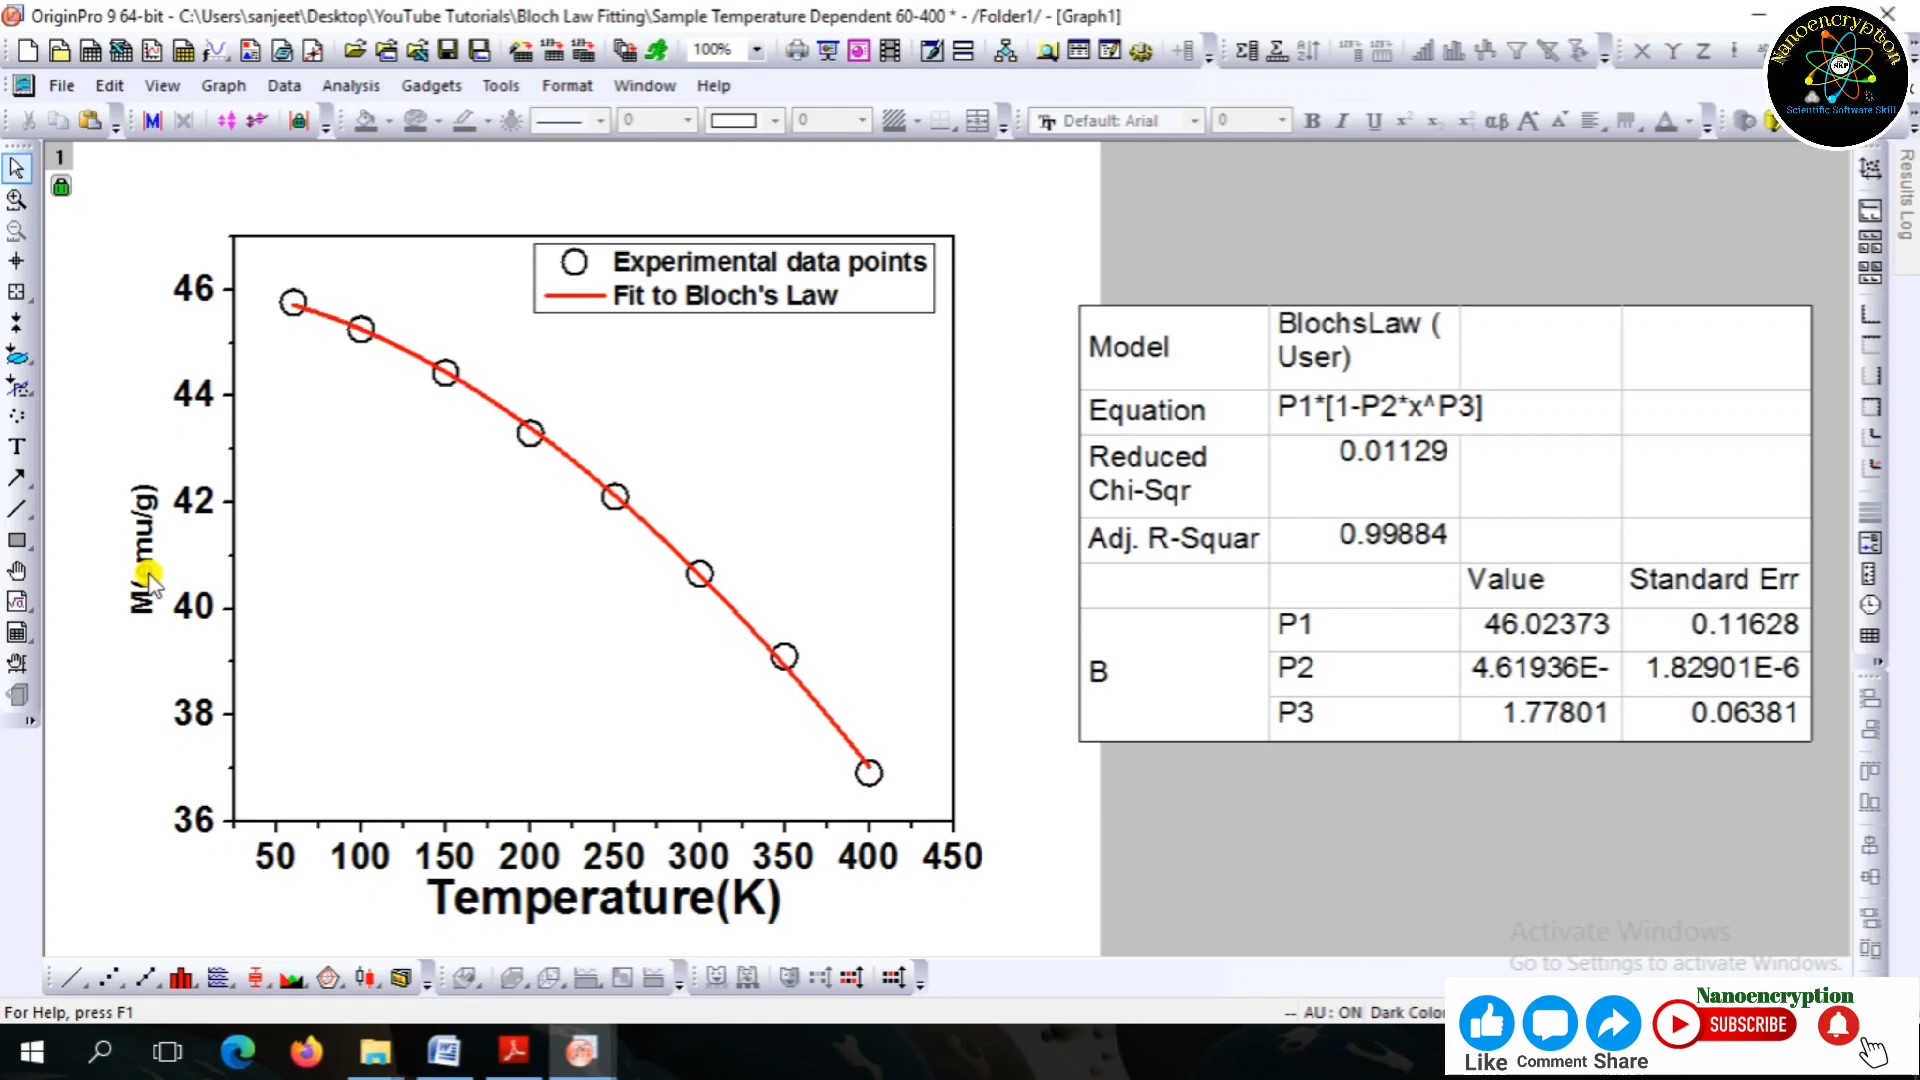 OriginPro 9 64-bit - C:\Users\sanjeet\Desktop\YouTube Tutorials\Bloch Law Fitting\Sample Temperature Dependent 60-400 * - /Folder1/ - [Graph1]
100%
File Edit View Graph Data Analysis Gadgets Tools Format Window Help
0 0 Default: Arial 0 B I U
X Y Z
Nanoencryption
NKP
Scientific Software Skill
1
Results Log
Experimental data points
Fit to Bloch's Law
46
44
42
40
38
36
50 100 150 200 250 300 350 400 450
Temperature(K)
Model BlochsLaw (
User)
Equation P1*[1-P2*x^P3]
Reduced
Chi-Sqr 0.01129
Adj. R-Squar 0.99884
Value Standard Err
B P1 46.02373 0.11628
P2 4.61936E- 1.82901E-6
P3 1.77801 0.06381
Activate Windows
Go to Settings to activate Windows.
For Help, press F1
-- AU : ON Dark Color
Nanoencryption
SUBSCRIBE
Like Comment Share